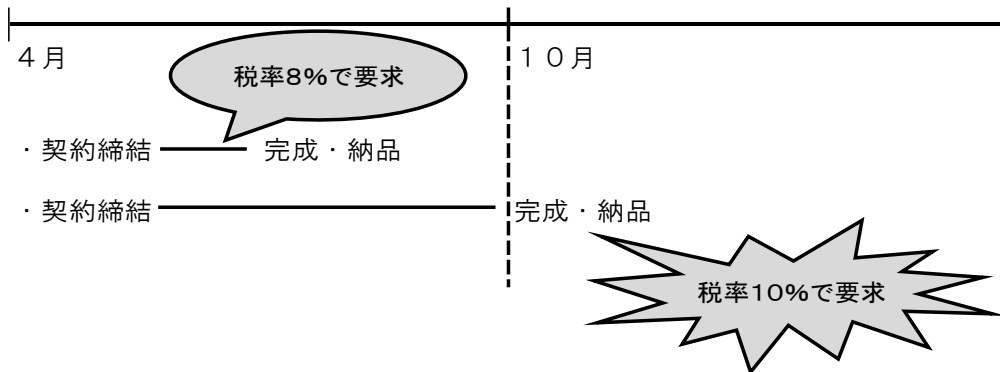 ４月
１０月
税率8%で要求
・契約締結 完成・納品
・契約締結 完成・納品
税率10%で要求